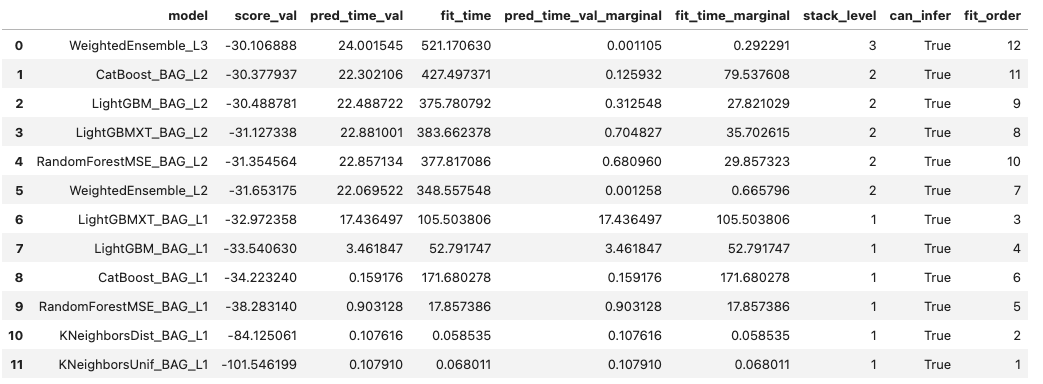 model score_val pred_time_val fit_time pred_time_val_marginal fit_time_marginal stack_level can_infer fit_order
0 WeightedEnsemble_L3 -30.106888 24.001545 521.170630 0.001105 0.292291 3 True 12
1 CatBoost_BAG_L2 -30.377937 22.302106 427.497371 0.125932 79.537608 2 True 11
2 LightGBM_BAG_L2 -30.488781 22.488722 375.780792 0.312548 27.821029 2 True 9
3 LightGBMXT_BAG_L2 -31.127338 22.881001 383.662378 0.704827 35.702615 2 True 8
4 RandomForestMSE_BAG_L2 -31.354564 22.857134 377.817086 0.680960 29.857323 2 True 10
5 WeightedEnsemble_L2 -31.653175 22.069522 348.557548 0.001258 0.665796 2 True 7
6 LightGBMXT_BAG_L1 -32.972358 17.436497 105.503806 17.436497 105.503806 1 True 3
7 LightGBM_BAG_L1 -33.540630 3.461847 52.791747 3.461847 52.791747 1 True 4
8 CatBoost_BAG_L1 -34.223240 0.159176 171.680278 0.159176 171.680278 1 True 6
9 RandomForestMSE_BAG_L1 -38.283140 0.903128 17.857386 0.903128 17.857386 1 True 5
10 KNeighborsDist_BAG_L1 -84.125061 0.107616 0.058535 0.107616 0.058535 1 True 2
11 KNeighborsUnif_BAG_L1 -101.546199 0.107910 0.068011 0.107910 0.068011 1 True 1